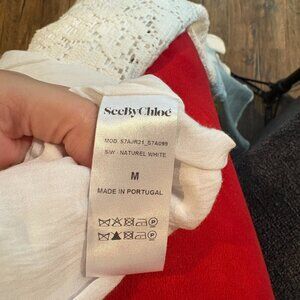 SeeByChloé
MOD. S7AJR21_S7A099
S/W - NATUREL WHITE
M
MADE IN PORTUGAL